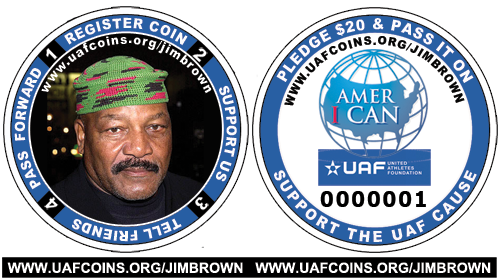 1 REGISTER COIN 2
www.uafcoins.org/jimbrown
SUPPORT US
3 TELL FRIENDS 4
PASS FORWARD
PLEDGE $20 & PASS IT ON
WWW.UAFCOINS.ORG/JIMBROWN
AMER
I CAN
UAF UNITED
ATHLETES
FOUNDATION
0000001
SUPPORT THE UAF CAUSE
WWW.UAFCOINS.ORG/JIMBROWN WWW.UAFCOINS.ORG/JIMBROWN